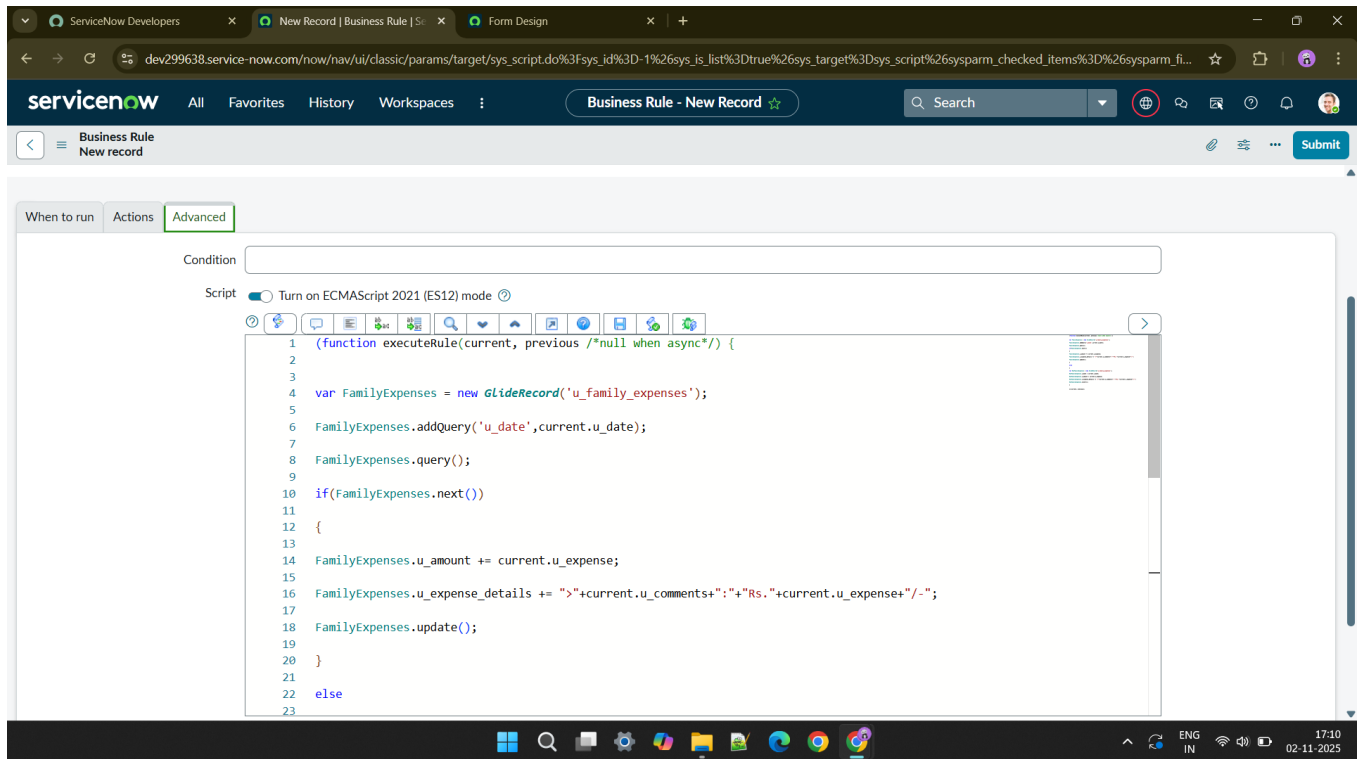 ServiceNow Developers
New Record | Business Rule | Se
Form Design
dev299638.service-now.com/now/nav/ui/classic/params/target/sys_script.do%3Fsys_id%3D-1%26sys_is_list%3Dtrue%26sys_target%3Dsys_script%26sysparm_checked_items%3D%26sysparm_fi...
servicenow All Favorites History Workspaces Business Rule - New Record Search
Business Rule
New record
Submit
When to run Actions Advanced
Condition
Script Turn on ECMAScript 2021 (ES12) mode
1 (function executeRule(current, previous /*null when async*/) {
2
3
4 var FamilyExpenses = new GlideRecord('u_family_expenses');
5
6 FamilyExpenses.addQuery('u_date',current.u_date);
7
8 FamilyExpenses.query();
9
10 if(FamilyExpenses.next())
11
12 {
13
14 FamilyExpenses.u_amount += current.u_expense;
15
16 FamilyExpenses.u_expense_details += ">"+current.u_comments+":"+"Rs."+current.u_expense+"/-";
17
18 FamilyExpenses.update();
19
20 }
21
22 else
23
ENG
IN
17:10
02-11-2025